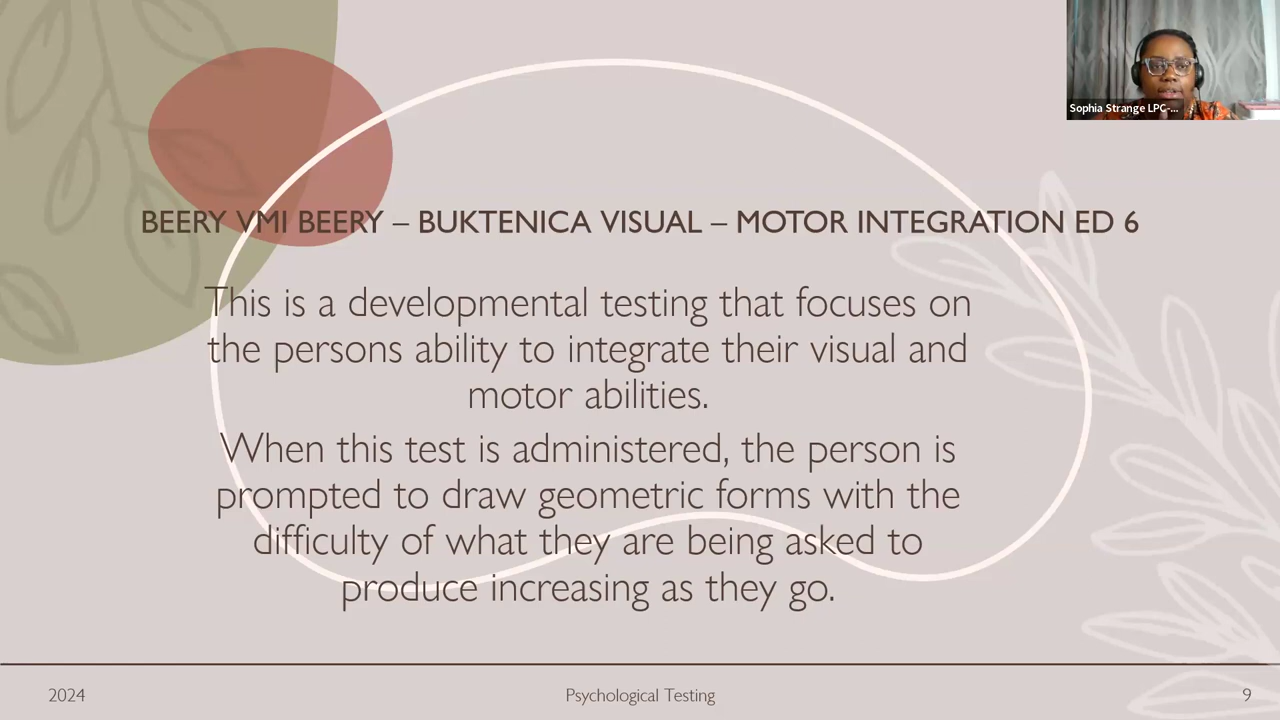 Sophia Strange LPC-...
BEERY VMI BEERY – BUKTENICA VISUAL – MOTOR INTEGRATION ED 6
This is a developmental testing that focuses on
the persons ability to integrate their visual and
motor abilities.
When this test is administered, the person is
prompted to draw geometric forms with the
difficulty of what they are being asked to
produce increasing as they go.
2024
Psychological Testing
9